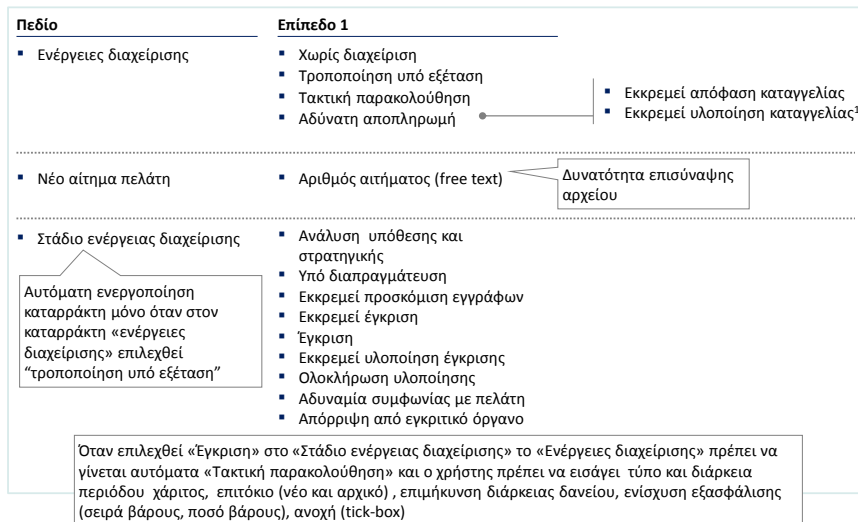 Πεδίο
Επίπεδο 1
▪ Ενέργειες διαχείρισης
▪ Χωρίς διαχείριση
▪ Τροποποίηση υπό εξέταση
▪ Τακτική παρακολούθηση
▪ Αδύνατη αποπληρωμή
▪ Εκκρεμεί απόφαση καταγγελίας
▪ Εκκρεμεί υλοποίηση καταγγελίας¹
▪ Νέο αίτημα πελάτη
▪ Αριθμός αιτήματος (free text)
Δυνατότητα επισύναψης
αρχείου
▪ Στάδιο ενέργειας διαχείρισης
Αυτόματη ενεργοποίηση
καταρράκτη μόνο όταν στον
καταρράκτη «ενέργειες
διαχείρισης» επιλεχθεί
“τροποποίηση υπό εξέταση”
▪ Ανάλυση υπόθεσης και
στρατηγικής
▪ Υπό διαπραγμάτευση
▪ Εκκρεμεί προσκόμιση εγγράφων
▪ Εκκρεμεί έγκριση
▪ Έγκριση
▪ Εκκρεμεί υλοποίηση έγκρισης
▪ Ολοκλήρωση υλοποίησης
▪ Αδυναμία συμφωνίας με πελάτη
▪ Απόρριψη από εγκριτικό όργανο
Όταν επιλεχθεί «Έγκριση» στο «Στάδιο ενέργειας διαχείρισης» το «Ενέργειες διαχείρισης» πρέπει να
γίνεται αυτόματα «Τακτική παρακολούθηση» και ο χρήστης πρέπει να εισάγει τύπο και διάρκεια
περιόδου χάριτος, επιτόκιο (νέο και αρχικό) , επιμήκυνση διάρκειας δανείου, ενίσχυση εξασφάλισης
(σειρά βάρους, ποσό βάρους), ανοχή (tick-box)